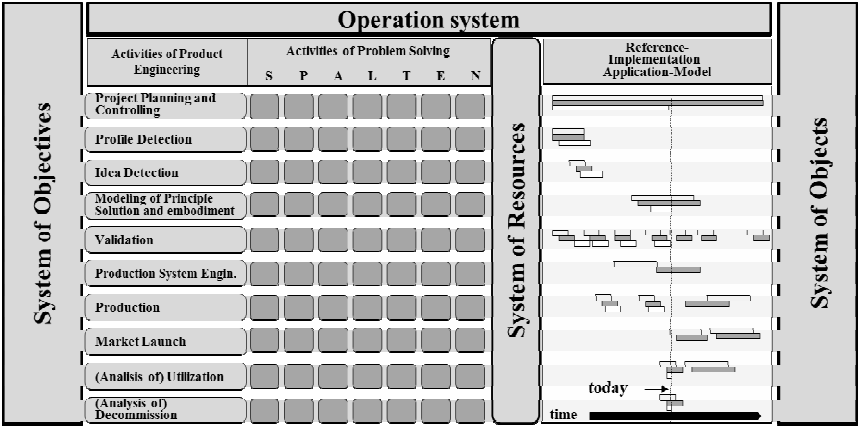 Operation system
System of Objectives
Activities of Product
Engineering
Activities of Problem Solving
S P A L T E N
System of Resources
Reference-
Implementation
Application-Model
System of Objects
Project Planning and
Controlling
Profile Detection
Idea Detection
Modeling of Principle
Solution and embodiment
Validation
Production System Engin.
Production
Market Launch
(Analisis of) Utilization
(Analysis of)
Decommission
today
time